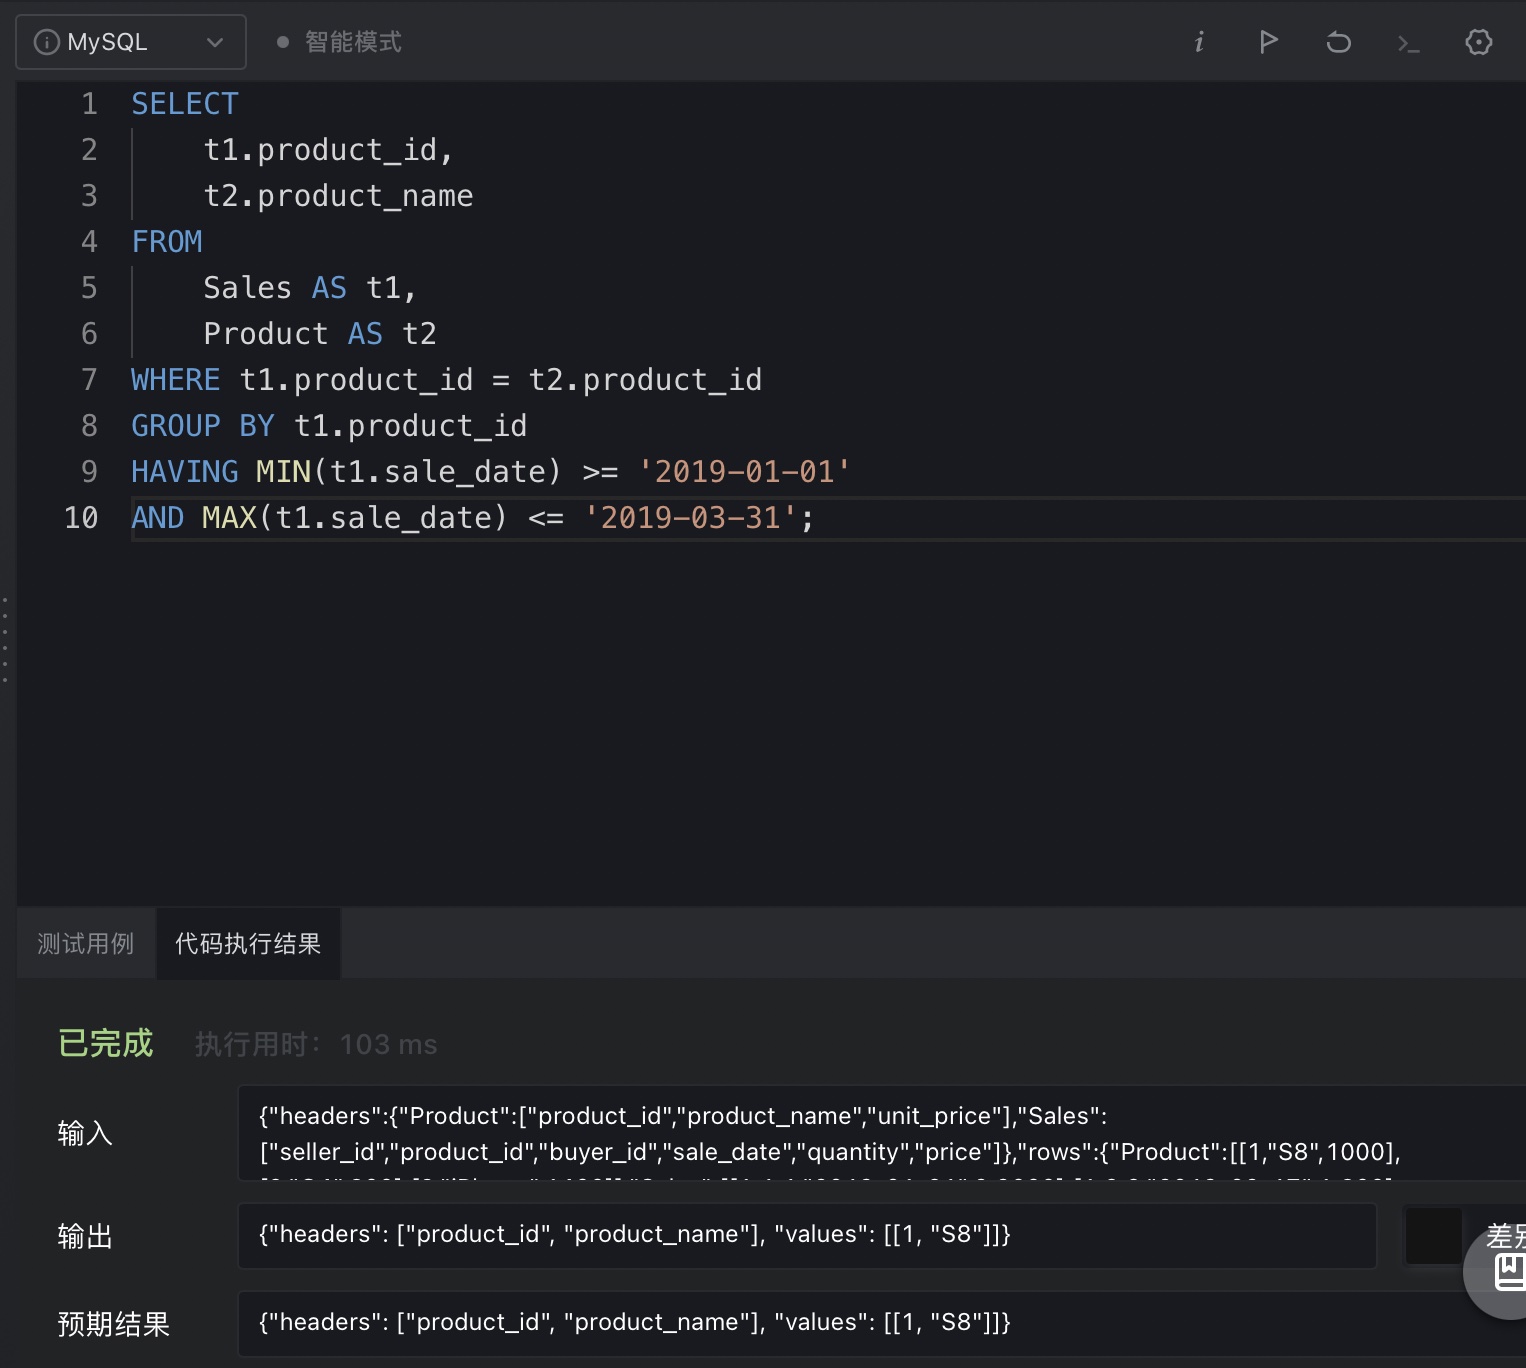 MySQL
智能模式
1 SELECT
2 t1.product_id,
3 t2.product_name
4 FROM
5 Sales AS t1,
6 Product AS t2
7 WHERE t1.product_id = t2.product_id
8 GROUP BY t1.product_id
9 HAVING MIN(t1.sale_date) >= '2019-01-01'
10 AND MAX(t1.sale_date) <= '2019-03-31';
测试用例
代码执行结果
已完成
执行用时：103 ms
输入
{"headers":{"Product":["product_id","product_name","unit_price"],"Sales":
["seller_id","product_id","buyer_id","sale_date","quantity","price"]},"rows":{"Product":[[1,"S8",1000],
输出
{"headers": ["product_id", "product_name"], "values": [[1, "S8"]]}
差
预期结果
{"headers": ["product_id", "product_name"], "values": [[1, "S8"]]}